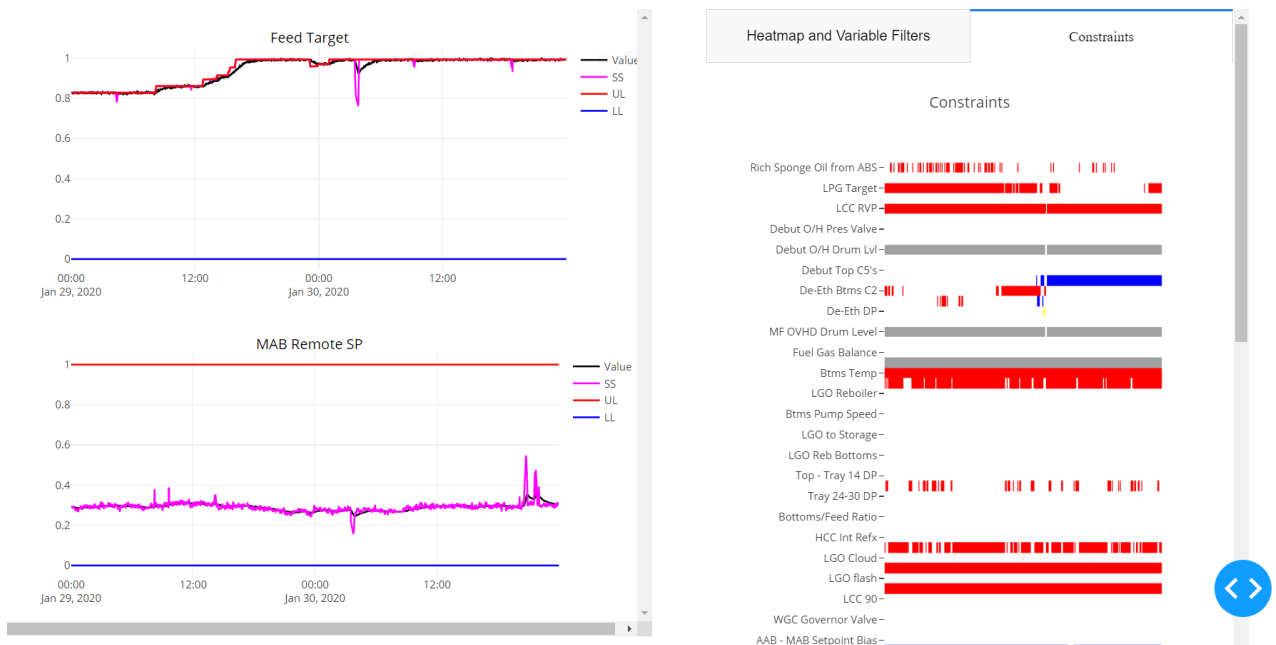 Feed Target
1
0.8
0.6
0.4
0.2
0
00:00
Jan 29, 2020
12:00
00:00
Jan 30, 2020
12:00
Value
SS
UL
LL
MAB Remote SP
1
0.8
0.6
0.4
0.2
0
00:00
Jan 29, 2020
12:00
00:00
Jan 30, 2020
12:00
Value
SS
UL
LL
Heatmap and Variable Filters
Constraints
Constraints
Rich Sponge Oil from ABS
LPG Target
LCC RVP
Debut O/H Pres Valve
Debut O/H Drum Lvl
Debut Top C5's
De-Eth Btms C2
De-Eth DP
MF OVHD Drum Level
Fuel Gas Balance
Btms Temp
LGO Reboiler
Btms Pump Speed
LGO to Storage
LGO Reb Bottoms
Top - Tray 14 DP
Tray 24-30 DP
Bottoms/Feed Ratio
HCC Int Refx
LGO Cloud
LGO flash
LCC 90
WGC Governor Valve
AAB - MAB Setpoint Bias